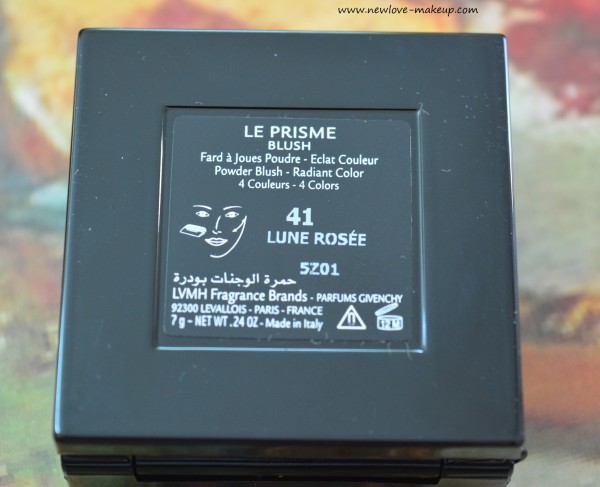 www.newlove-makeup.com
LE PRISME
BLUSH
Fard à Joues Poudre - Eclat Couleur
Powder Blush - Radiant Color
4 Couleurs - 4 Colors
41
LUNE ROSÉE
5Z01
حمرة الوجنات بودرة
LVMH Fragrance Brands - PARFUMS GIVENCHY
92300 LEVALLOIS - PARIS - FRANCE
7 g - NET WT .24 OZ - Made in Italy
12 M